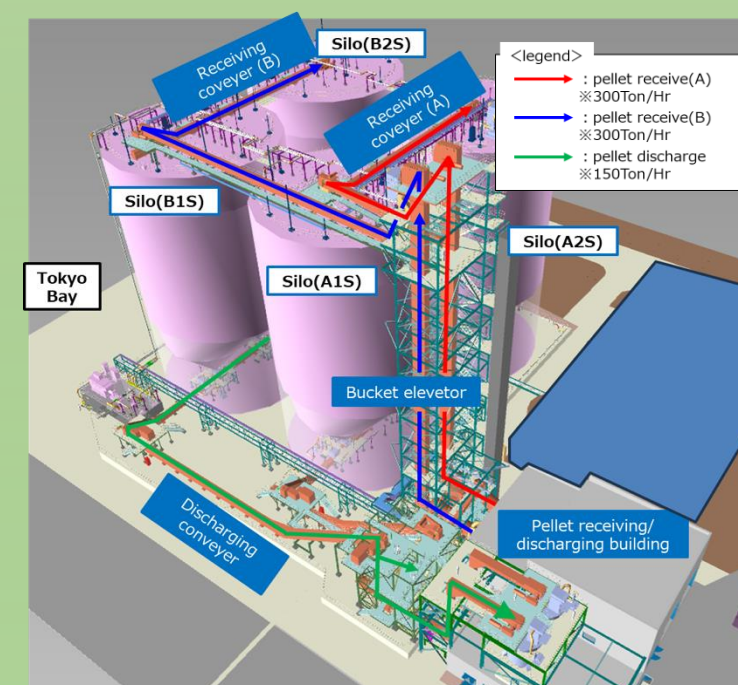 Silo(B2S)
Receiving
coveyer (B)
Receiving
coveyer (A)
<legend>
: pellet receive(A)
※300Ton/Hr
: pellet receive(B)
※300Ton/Hr
: pellet discharge
※150Ton/Hr
Silo(B1S)
Silo(A1S)
Silo(A2S)
Tokyo
Bay
Bucket elevetor
Discharging
conveyer
Pellet receiving/
discharging building